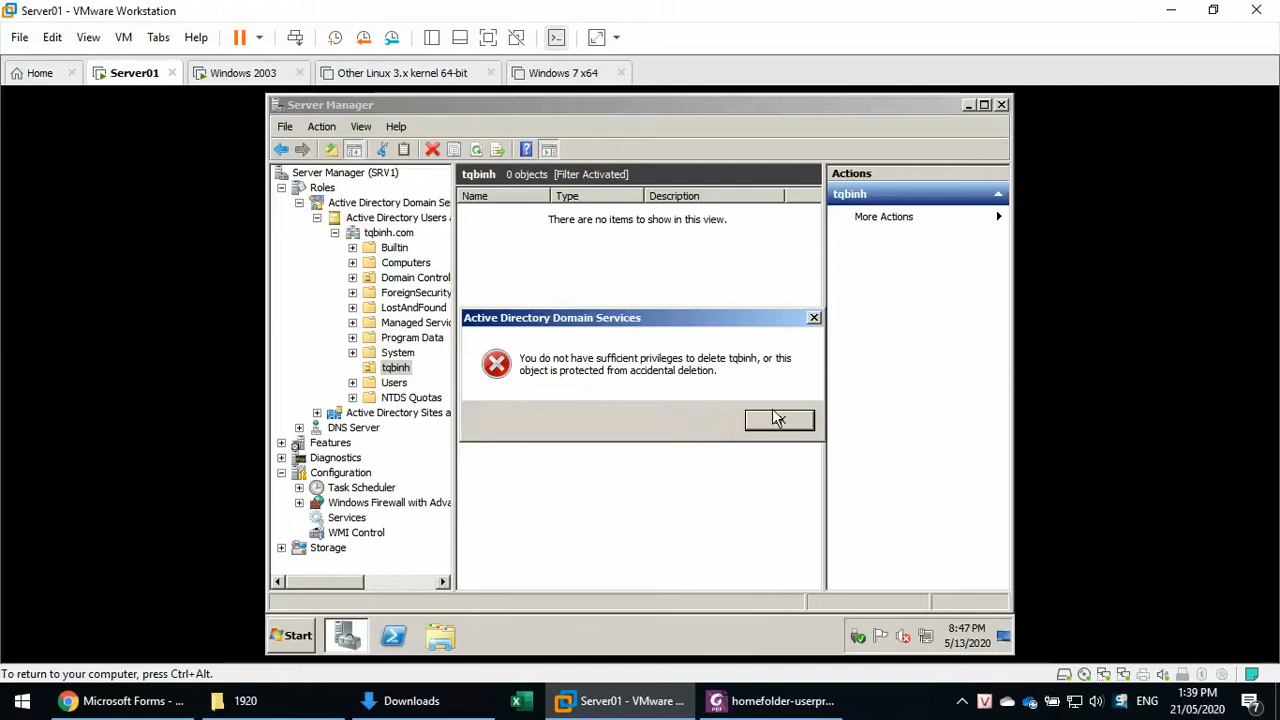 Server01 - VMware Workstation
File Edit View VM Tabs Help
Home Server01 Windows 2003 Other Linux 3.x kernel 64-bit Windows 7 x64
Server Manager
File Action View Help
Server Manager (SRV1)
Roles
Active Directory Domain Se
Active Directory Users
tqbinh.com
Builtin
Computers
Domain Contro
ForeignSecurity
LostAndFound
Managed Servic
Program Data
System
tqbinh
Users
NTDS Quotas
Active Directory Sites a
DNS Server
Features
Diagnostics
Configuration
Task Scheduler
Windows Firewall with Adva
Services
WMI Control
Storage
tqbinh 0 objects [Filter Activated]
Name Type Description
There are no items to show in this view.
Actions
tqbinh
More Actions
Active Directory Domain Services
You do not have sufficient privileges to delete tqbinh, or this
object is protected from accidental deletion.
Start
8:47 PM
5/13/2020
To return to your computer, press Ctrl+Alt.
Microsoft Forms - ...
1920
Downloads
Server01 - VMware ...
homefolder-userpr...
ENG
1:39 PM
21/05/2020
7